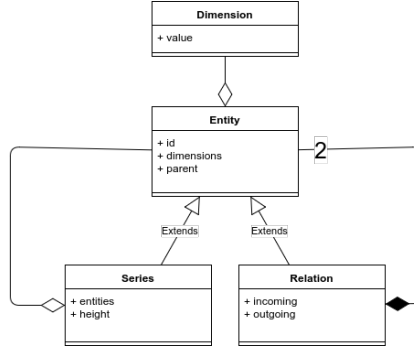 Dimension
+ value
Entity
+ id
+ dimensions
+ parent
2
Extends
Extends
Series
+ entities
+ height
Relation
+ incoming
+ outgoing